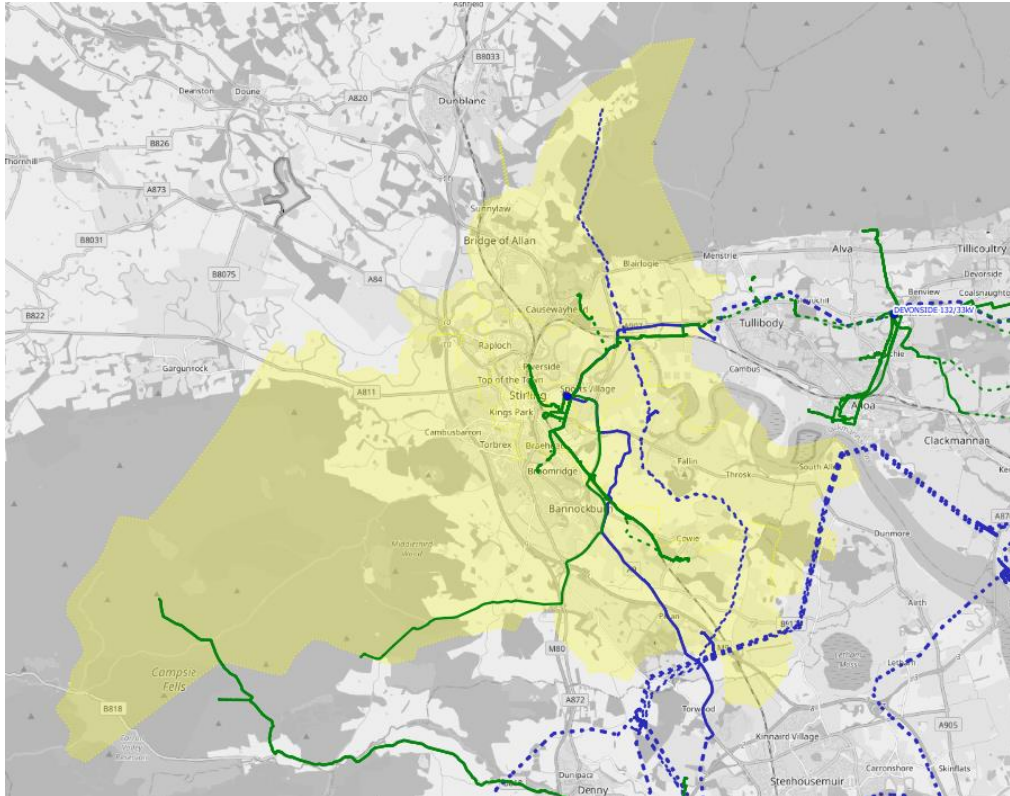 Ashfield
B8033
Deanston
Doune
A820
Dunblane
B826
Thornhill
A873
Sunnylaw
B8031
Bridge of Allan
Alva
Tillicoultry
Menstrie
Blairlogie
B8075
A84
Devonside
Benview
Coalsnaughton
B822
Causewayhead
DEVONSIDE 132/33kV
Tullibody
Raploch
Riverside
Cambus
Gargunnock
A811
Top of the Town
Sports Village
Stirling
Alloa
Kings Park
Cambusbarron
Torbrex
Clackmannan
Broomridge
Fallin
Throsk
Bannockburn
Dunmore
Cowie
Airth
Plean
Letham
Moss
Letham
M80
Campsie
Fells
B818
A872
Torwood
A905
Kinnaird Village
Carronshore
Skinflats
Dunipace
Denny
Stenhousemuir